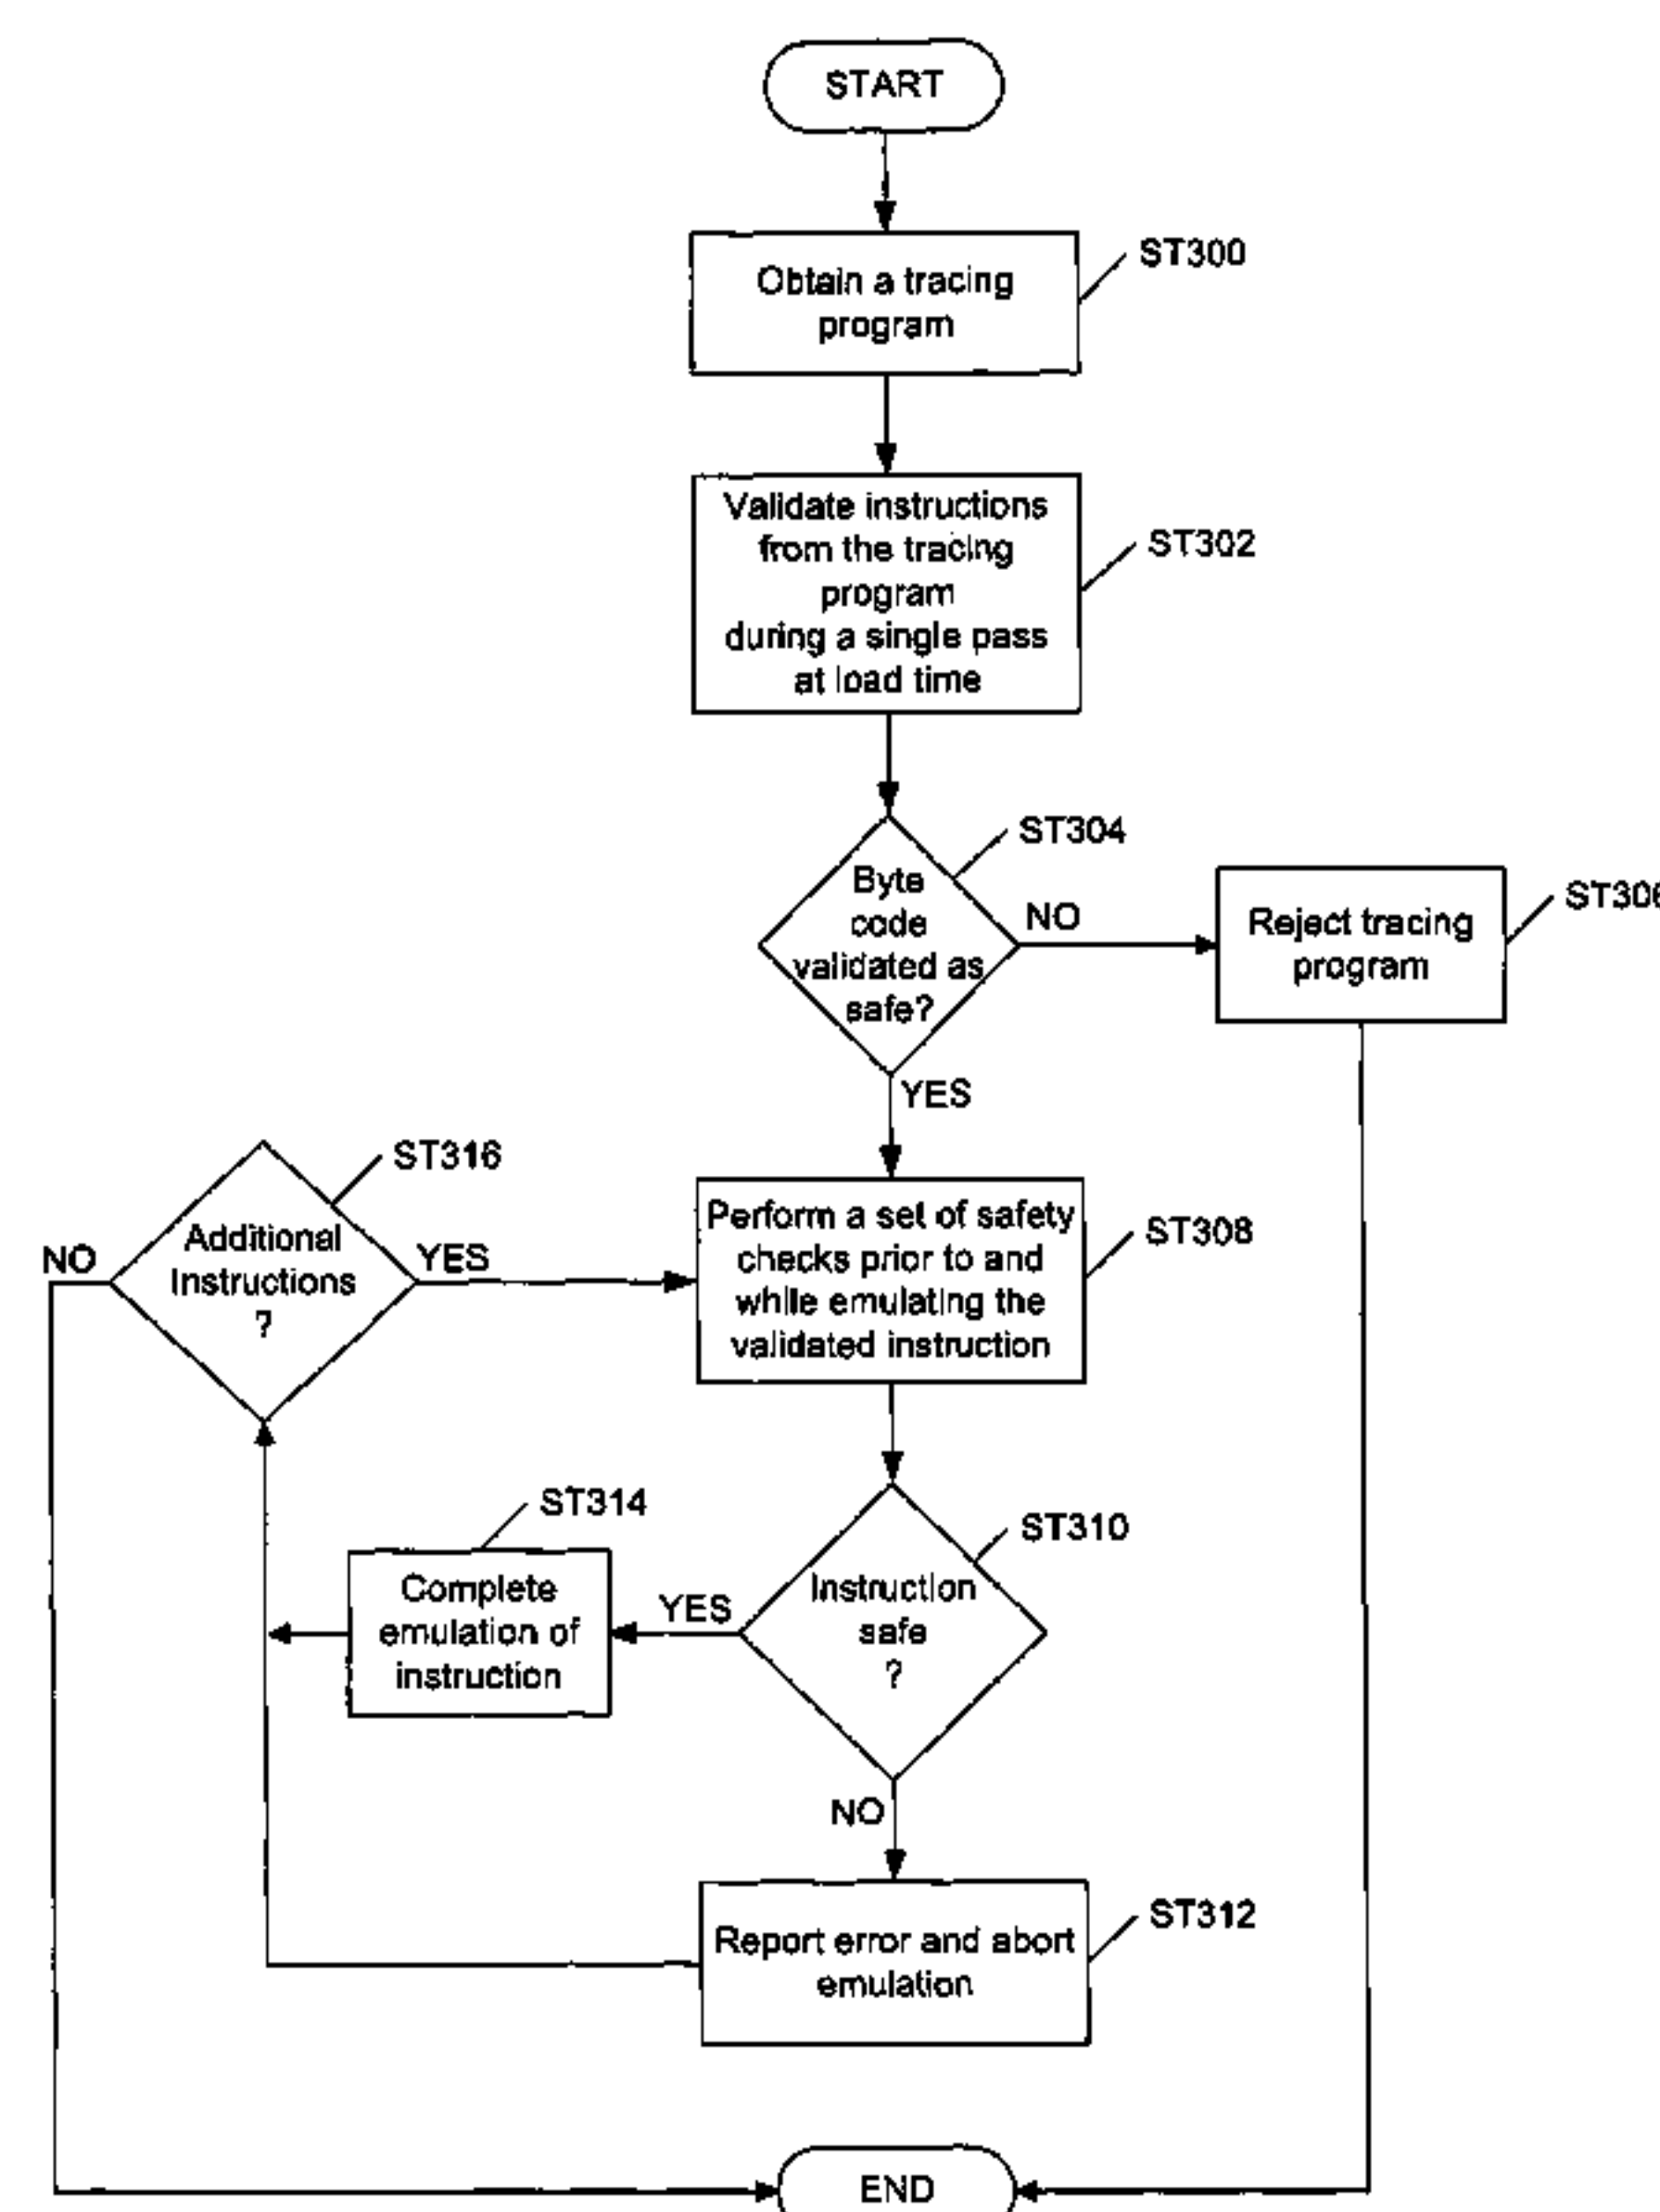 START
Obtain a tracing
program
ST300
Validate instructions
from the tracing
program
during a single pass
at load time
ST302
ST304
Byte
code
validated as
safe?
NO
Reject tracing
program
ST306
YES
ST316
Additional
Instructions
?
NO
YES
Perform a set of safety
checks prior to and
while emulating the
validated instruction
ST308
ST314
Complete
emulation of
instruction
YES
ST310
Instruction
safe
?
NO
Report error and abort
emulation
ST312
END